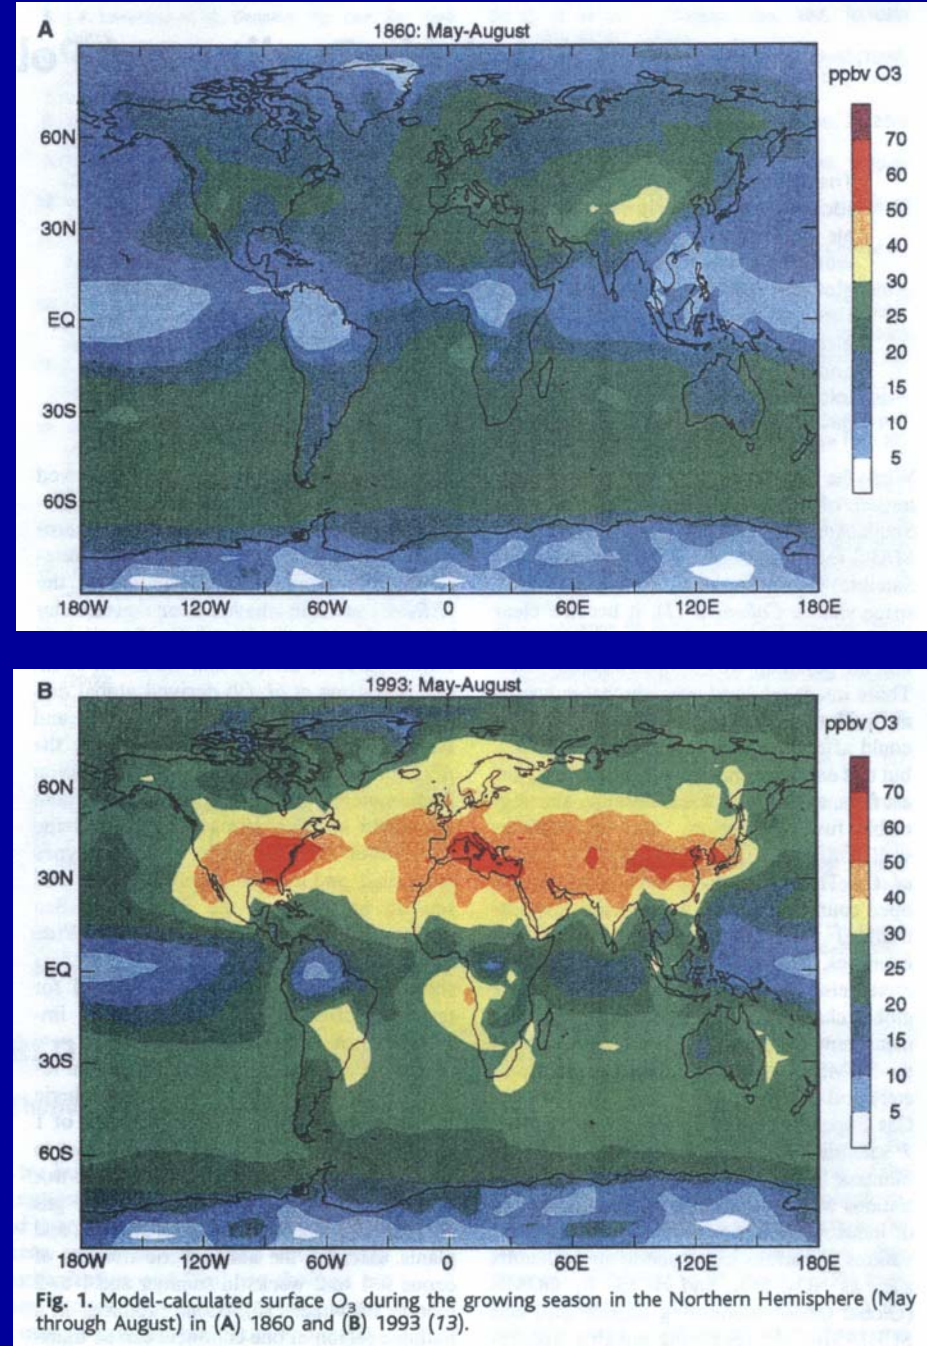 A
1860: May-August
ppbv O3
70
60
50
40
30
25
20
15
10
5
60N
30N
EQ
30S
60S
180W 120W 60W 0 60E 120E 180E
B
1993: May-August
ppbv O3
70
60
50
40
30
25
20
15
10
5
60N
30N
EQ
30S
60S
180W 120W 60W 0 60E 120E 180E
Fig. 1. Model-calculated surface O₃ during the growing season in the Northern Hemisphere (May
through August) in (A) 1860 and (B) 1993 (13).